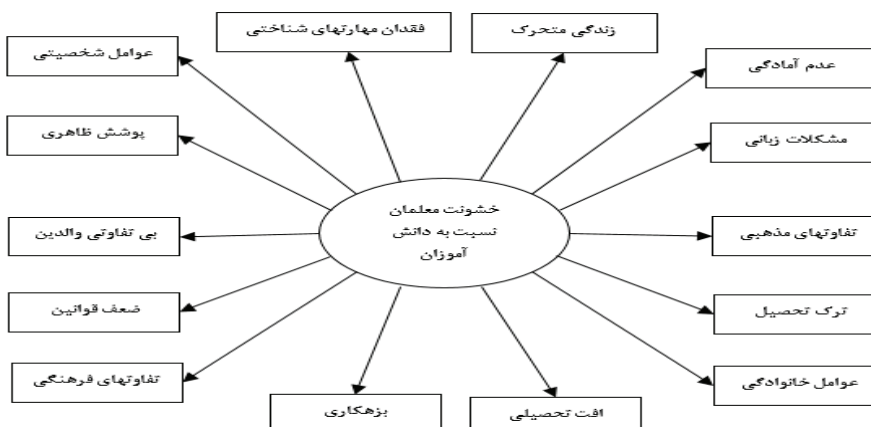 زندگی متحرک
فقدان مهارتهای شناختی
عدم آمادگی
عوامل شخصیتی
مشکلات زبانی
پوشش ظاهری
خشونت معلمان
نسبت به دانش
آموزان
تفاوتهای مذهبی
بی تفاوتی والدین
ترک تحصیل
ضعف قوانین
عوامل خانوادگی
تفاوتهای فرهنگی
افت تحصیلی
بزهکاری